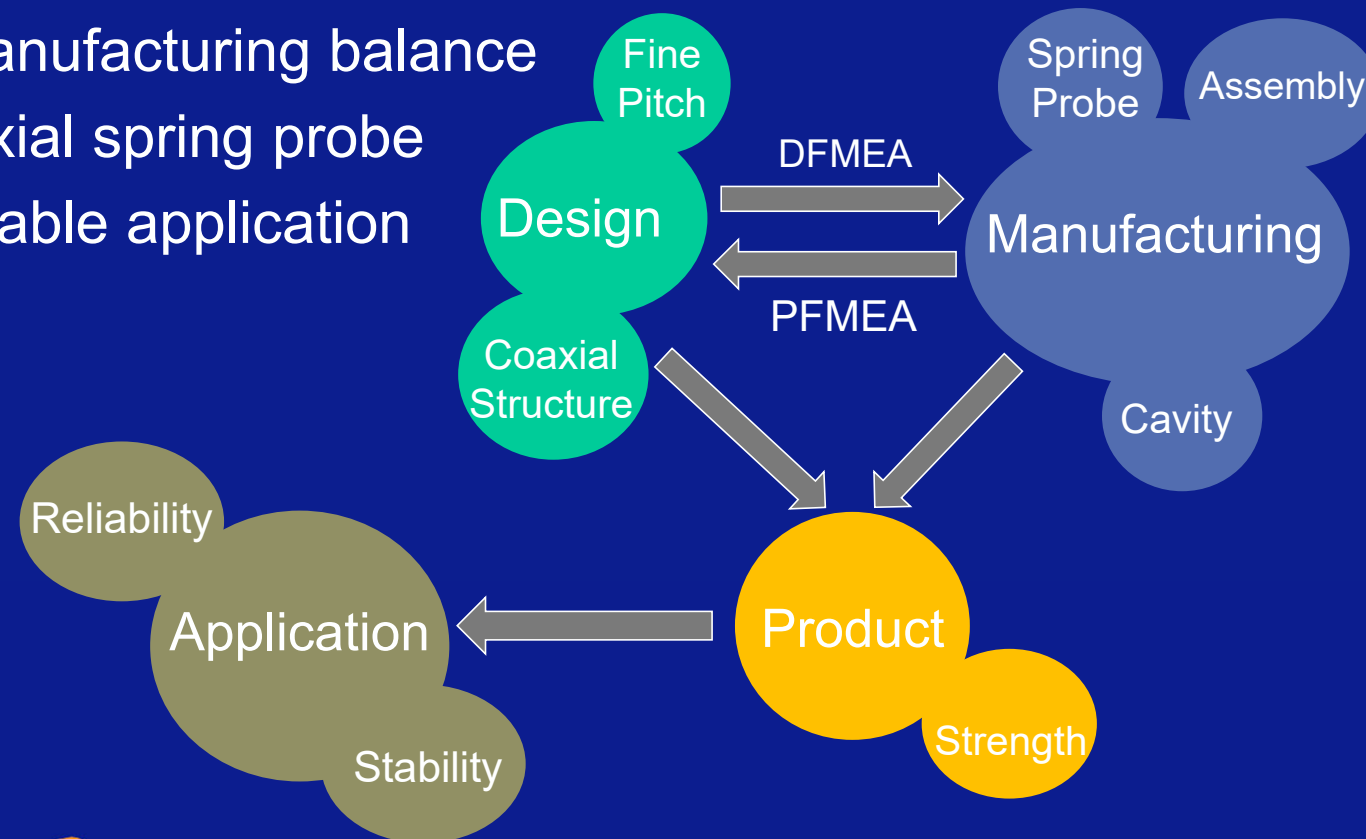 anufacturing balance
xial spring probe
able application
Fine
Pitch
Design
Coaxial
Structure
DFMEA
PFMEA
Spring
Probe
Assembly
Manufacturing
Cavity
Reliability
Application
Stability
Product
Strength